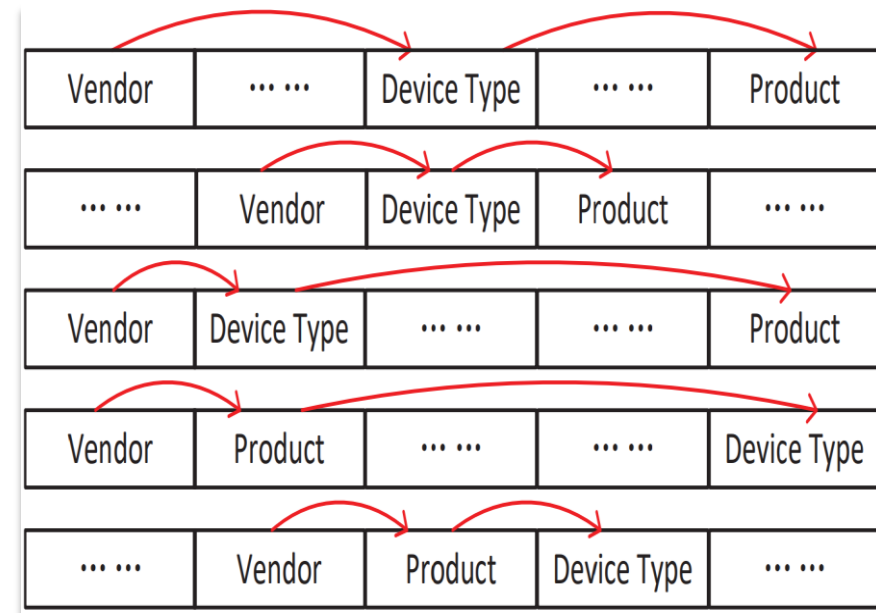 Vendor ... ... Device Type ... ... Product
... ... Vendor Device Type Product ... ...
Vendor Device Type ... ... ... ... Product
Vendor Product ... ... ... ... Device Type
... ... Vendor Product Device Type ... ...